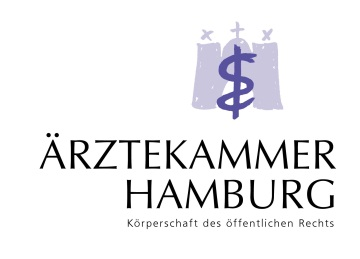 ÄRZTEKAMMER
HAMBURG
Körperschaft des öffentlichen Rechts